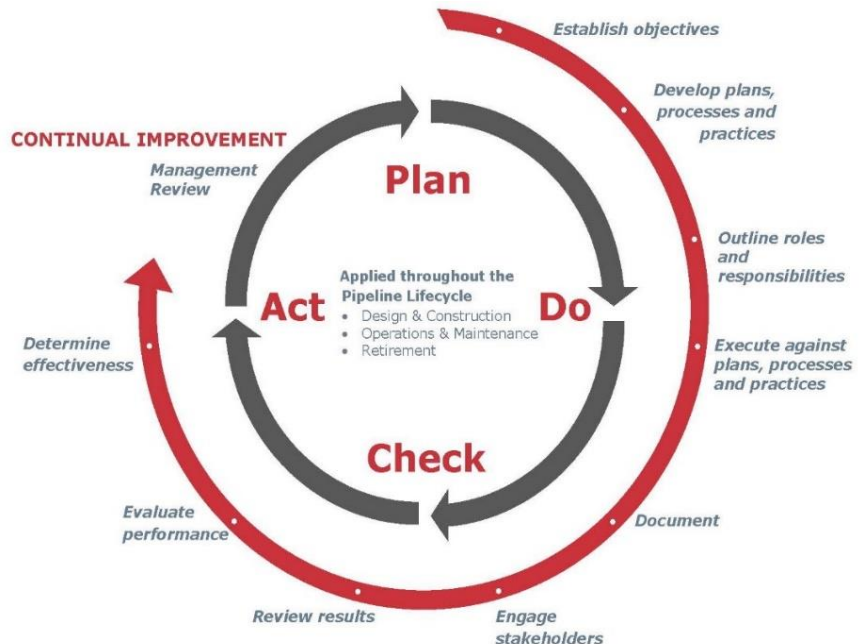 Establish objectives
Develop plans,
processes and
practices
CONTINUAL IMPROVEMENT
Management
Review
Plan
Outline roles
and
responsibilities
Applied throughout the
Pipeline Lifecycle
• Design & Construction
• Operations & Maintenance
• Retirement
Act
Do
Determine
effectiveness
Execute against
plans, processes
and practices
Check
Evaluate
performance
Document
Review results
Engage
stakeholders